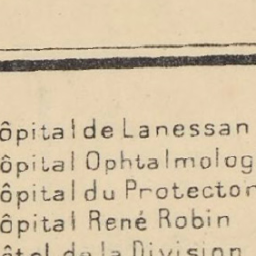 ôpital de Lanessan
ôpital Ophtalmolog
ôpital du Protector
ôpital René Robin
ôtel de la Division